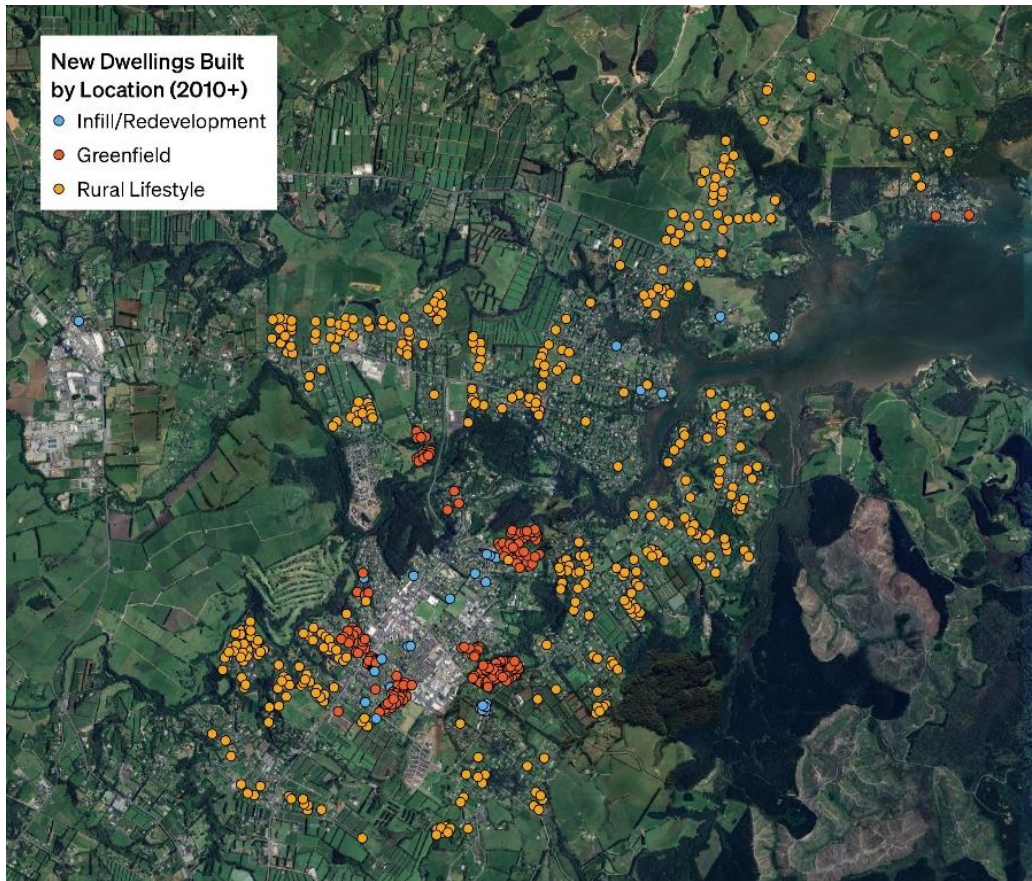 New Dwellings Built
by Location (2010+)
Infill/Redevelopment
Greenfield
Rural Lifestyle